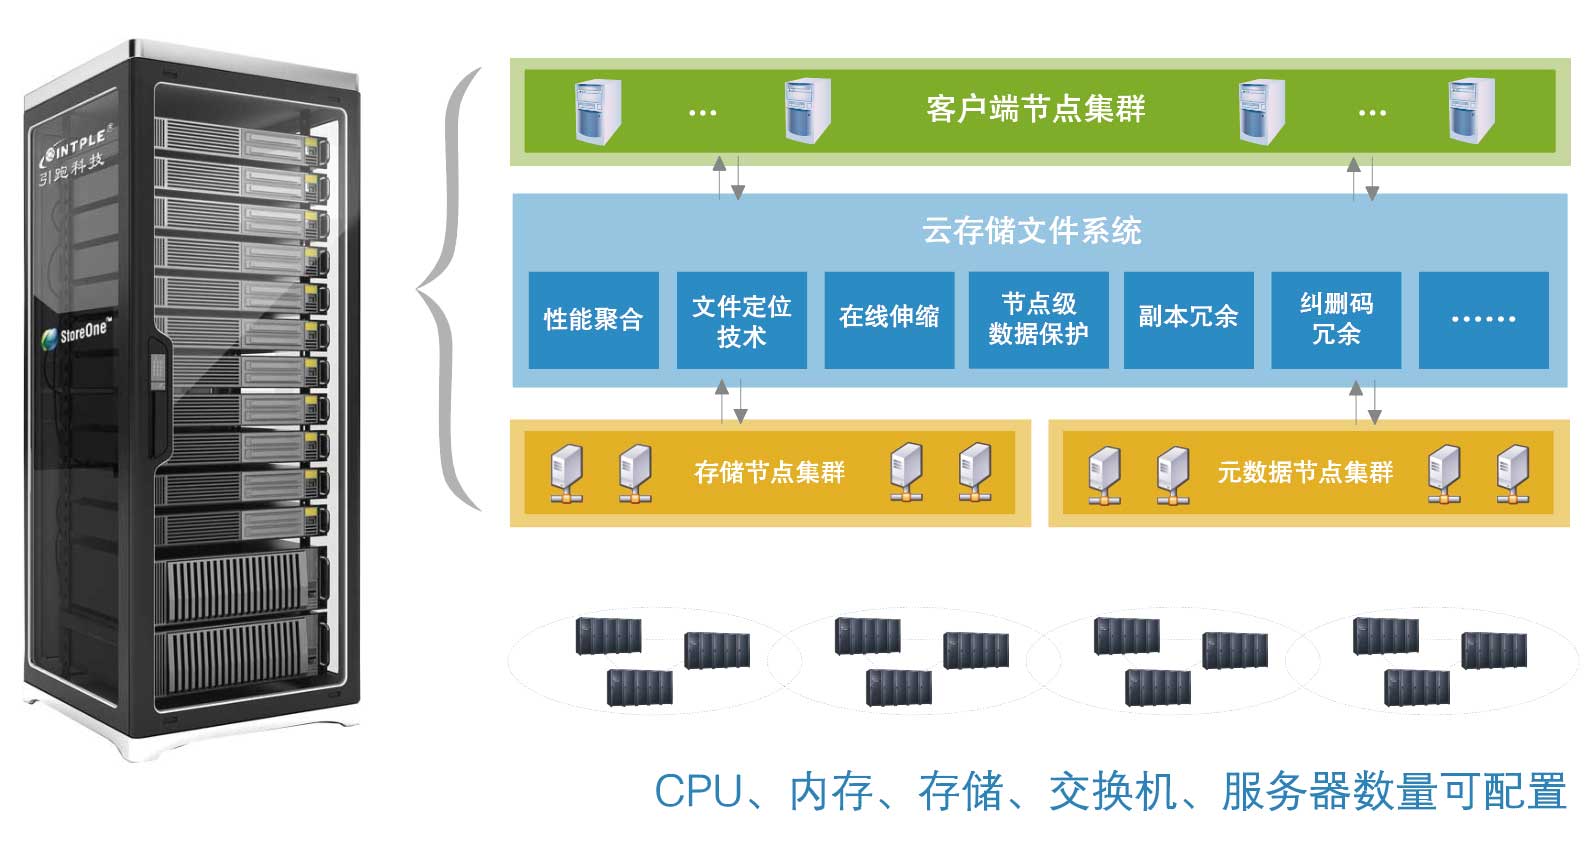 INTPLE
引跑科技
StoreOne™
… 客户端节点集群 …
云存储文件系统
性能聚合
文件定位
技术
在线伸缩
节点级
数据保护
副本冗余
纠删码
冗余
……
存储节点集群
元数据节点集群
CPU、内存、存储、交换机、服务器数量可配置